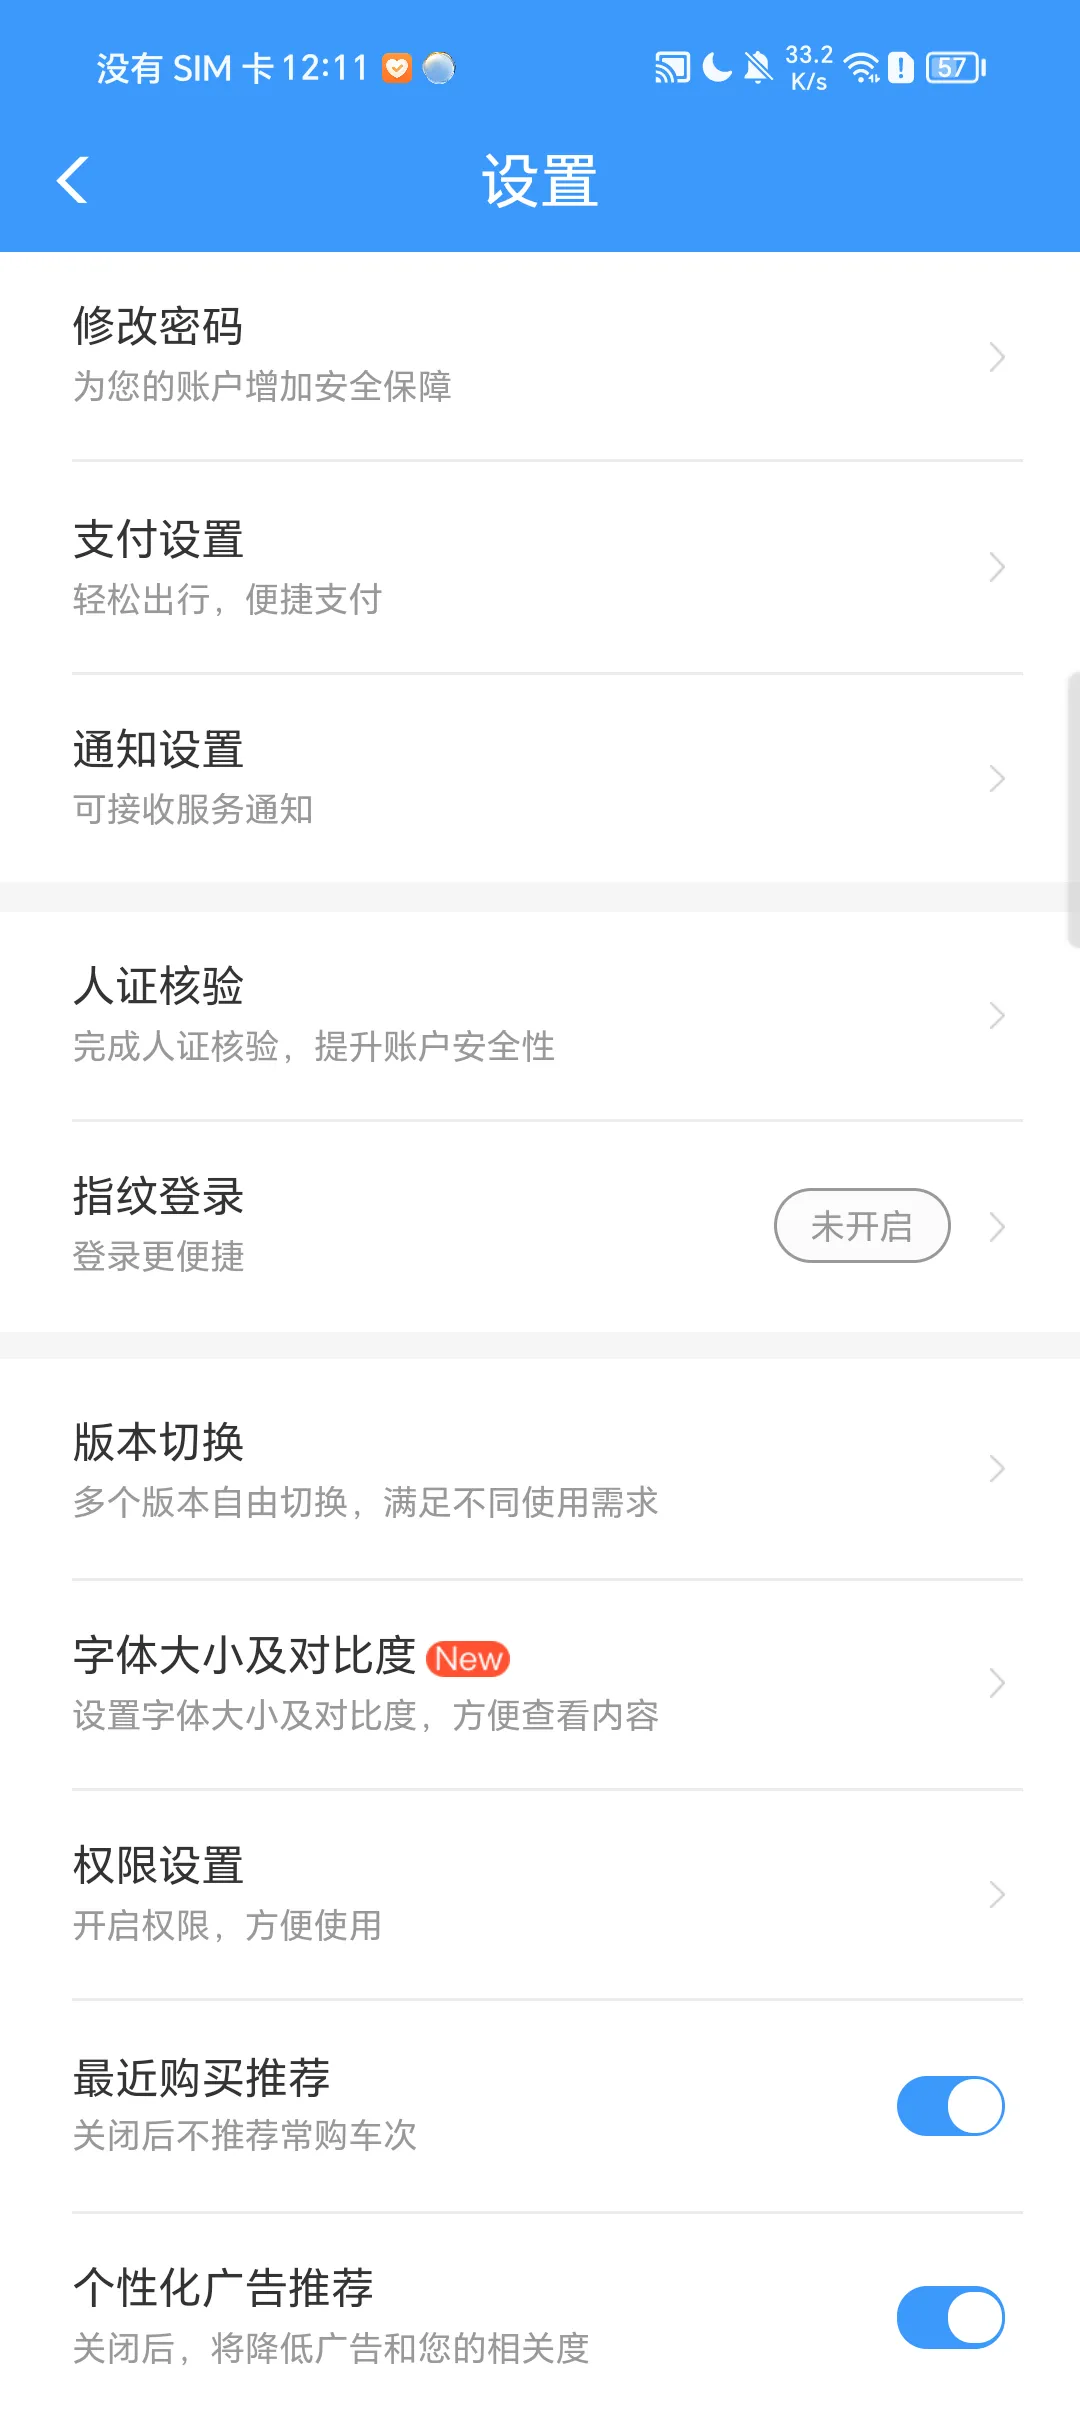 没有 SIM 卡 12:11 33.2 K/s 57
设置
修改密码
为您的账户增加安全保障
支付设置
轻松出行，便捷支付
通知设置
可接收服务通知
人证核验
完成人证核验，提升账户安全性
指纹登录
未开启
登录更便捷
版本切换
多个版本自由切换，满足不同使用需求
字体大小及对比度 New
设置字体大小及对比度，方便查看内容
权限设置
开启权限，方便使用
最近购买推荐
关闭后不推荐常购车次
个性化广告推荐
关闭后，将降低广告和您的相关度